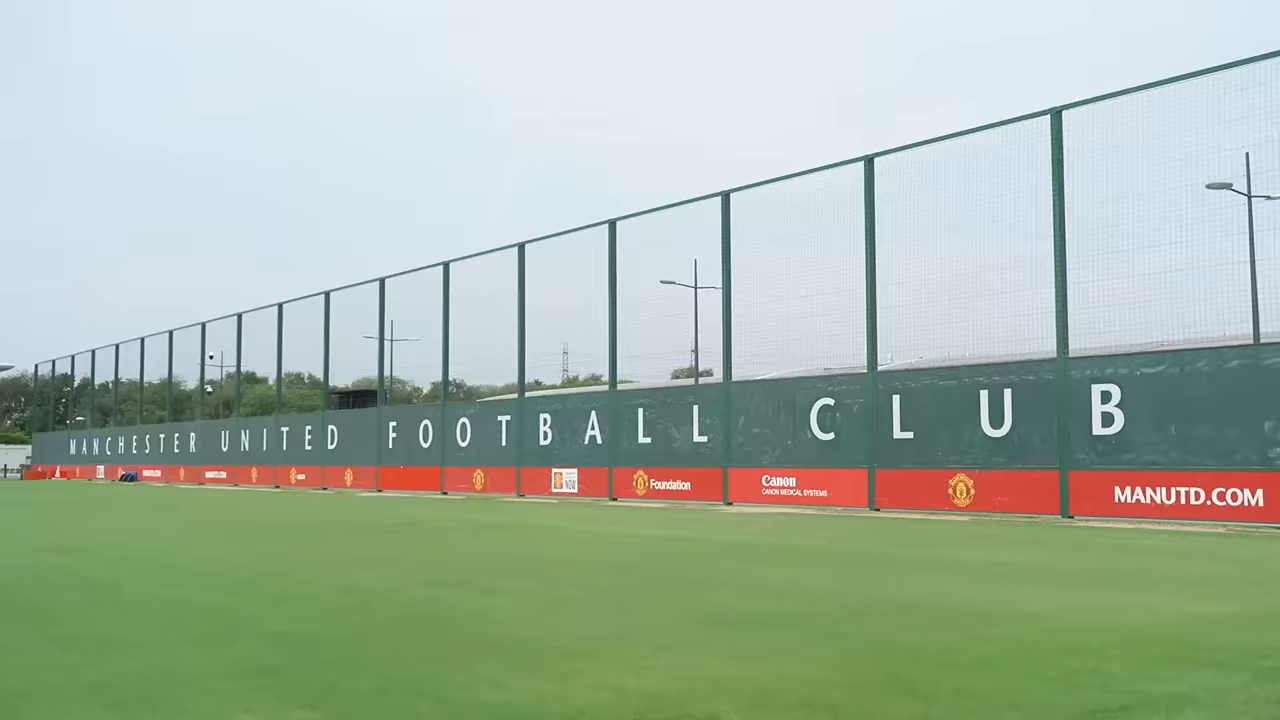 MANCHESTER UNITED FOOTBALL CLUB
Foundation
Canon
CANON MEDICAL SYSTEMS
MANUTD.COM